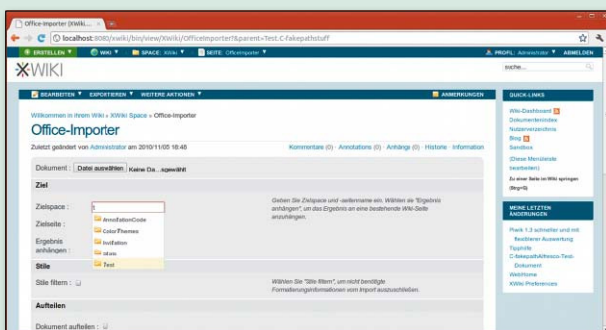 Office-Importer (XWiki...
localhost:8080/xwiki/bin/view/XWiki/OfficeImporter?&parent=Test.C-fakepathstuff
ERSTELLEN WIKI SPACE: XWiki SEITE: OfficeImporter PROFIL: Administrator ABMELDEN
XWIKI
suche...
BEARBEITEN EXPORTIEREN WEITERE AKTIONEN ANMERKUNGEN
Willkommen in Ihrem Wiki » XWiki Space » Office-Importer
Office-Importer
Zuletzt geändert von Administrator am 2010/11/05 16:48
Kommentare (0) · Annotations (0) · Anhänge (0) · Historie · Information
Dokument : Datei auswählen Keine Da...sgewählt
Ziel
Zielspace : t
Geben Sie Zielspace und -seitenname ein. Wählen sie "Ergebnis
anhängen", um das Ergebnis an eine bestehende Wiki-Seite
anzuhängen.
AnnotationCode
Zielseite :
ColorThemes
Invitation
Ergebnis
anhängen :
Test
Stile
Stile filtern :
Wählen Sie "Stile filtern", um nicht benötigte
Formatierungsinformationen vom Import auszuschließen.
Aufteilen
Dokument aufteilen :
QUICK-LINKS
Wiki-Dashboard
Dokumentenindex
Nutzerverzeichnis
Blog
Sandbox
(Diese Menüleiste
bearbeiten)
Zu einer Seite im Wiki springen
(Strg+G)
MEINE LETZTEN
ÄNDERUNGEN
Piwik 1.3 schneller und mit
flexiblerer Auswertung
Tipphilfe
C-fakepathAlfresco-Test-
Dokument
WebHome
XWiki Preferences